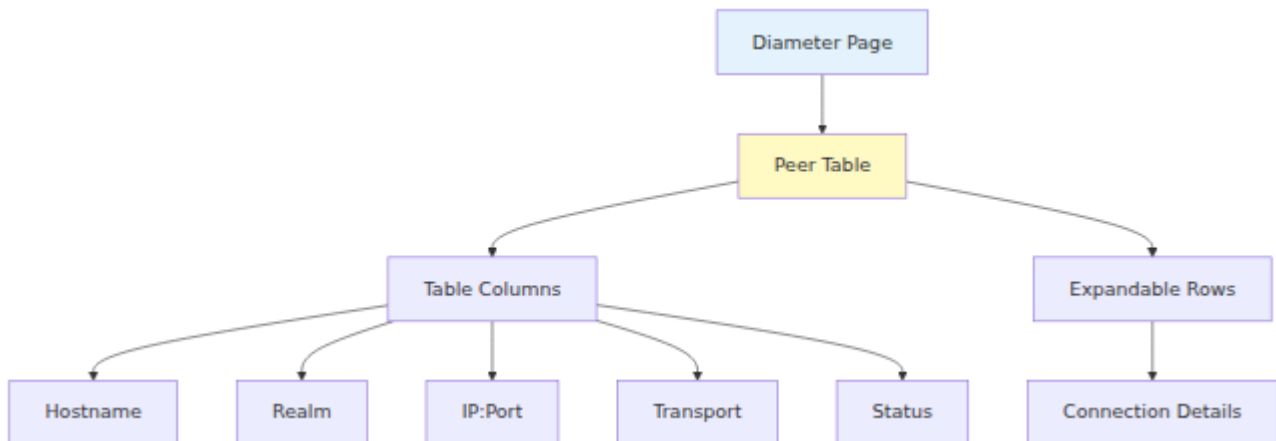 Diameter Page
Peer Table
Table Columns
Expandable Rows
Hostname
Realm
IP:Port
Transport
Status
Connection Details